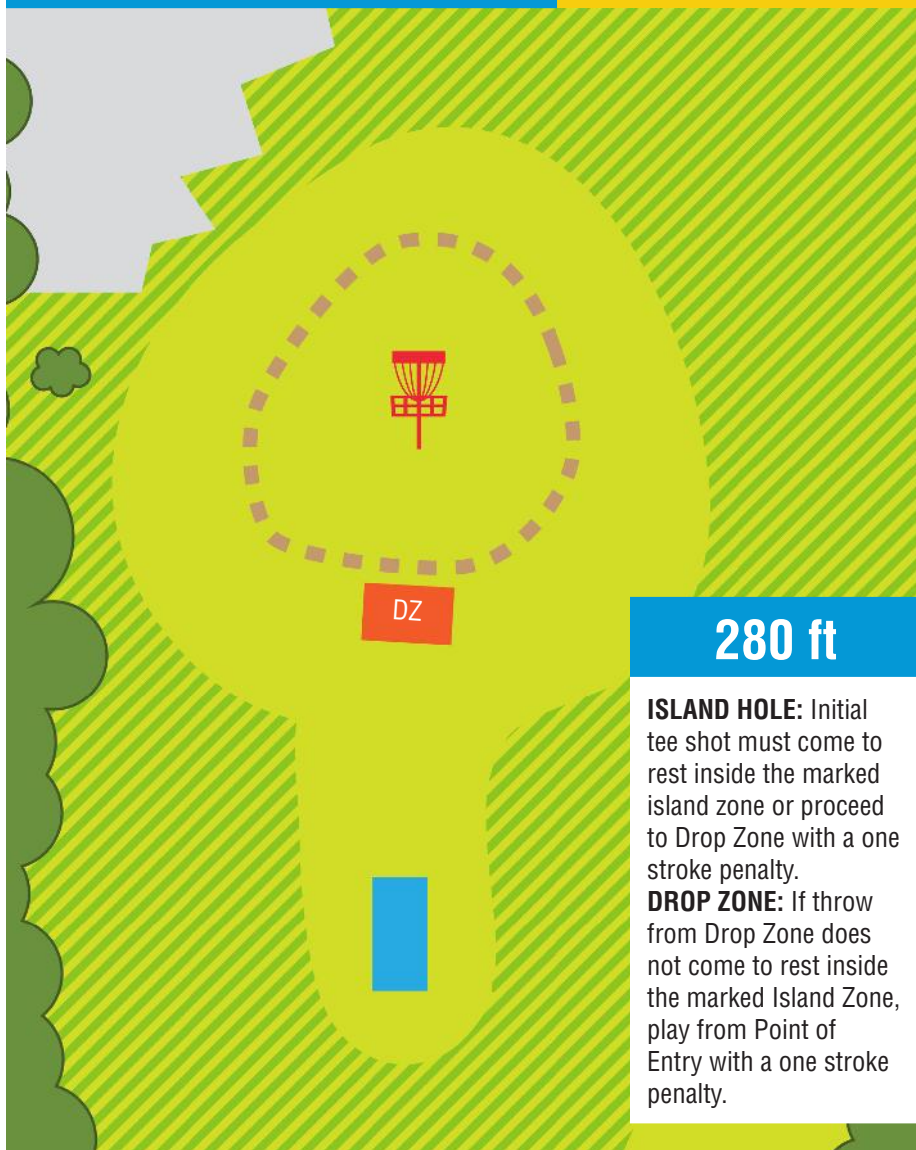 DZ
280 ft
ISLAND HOLE: Initial
tee shot must come to
rest inside the marked
island zone or proceed
to Drop Zone with a one
stroke penalty.
DROP ZONE: If throw
from Drop Zone does
not come to rest inside
the marked Island Zone,
play from Point of
Entry with a one stroke
penalty.